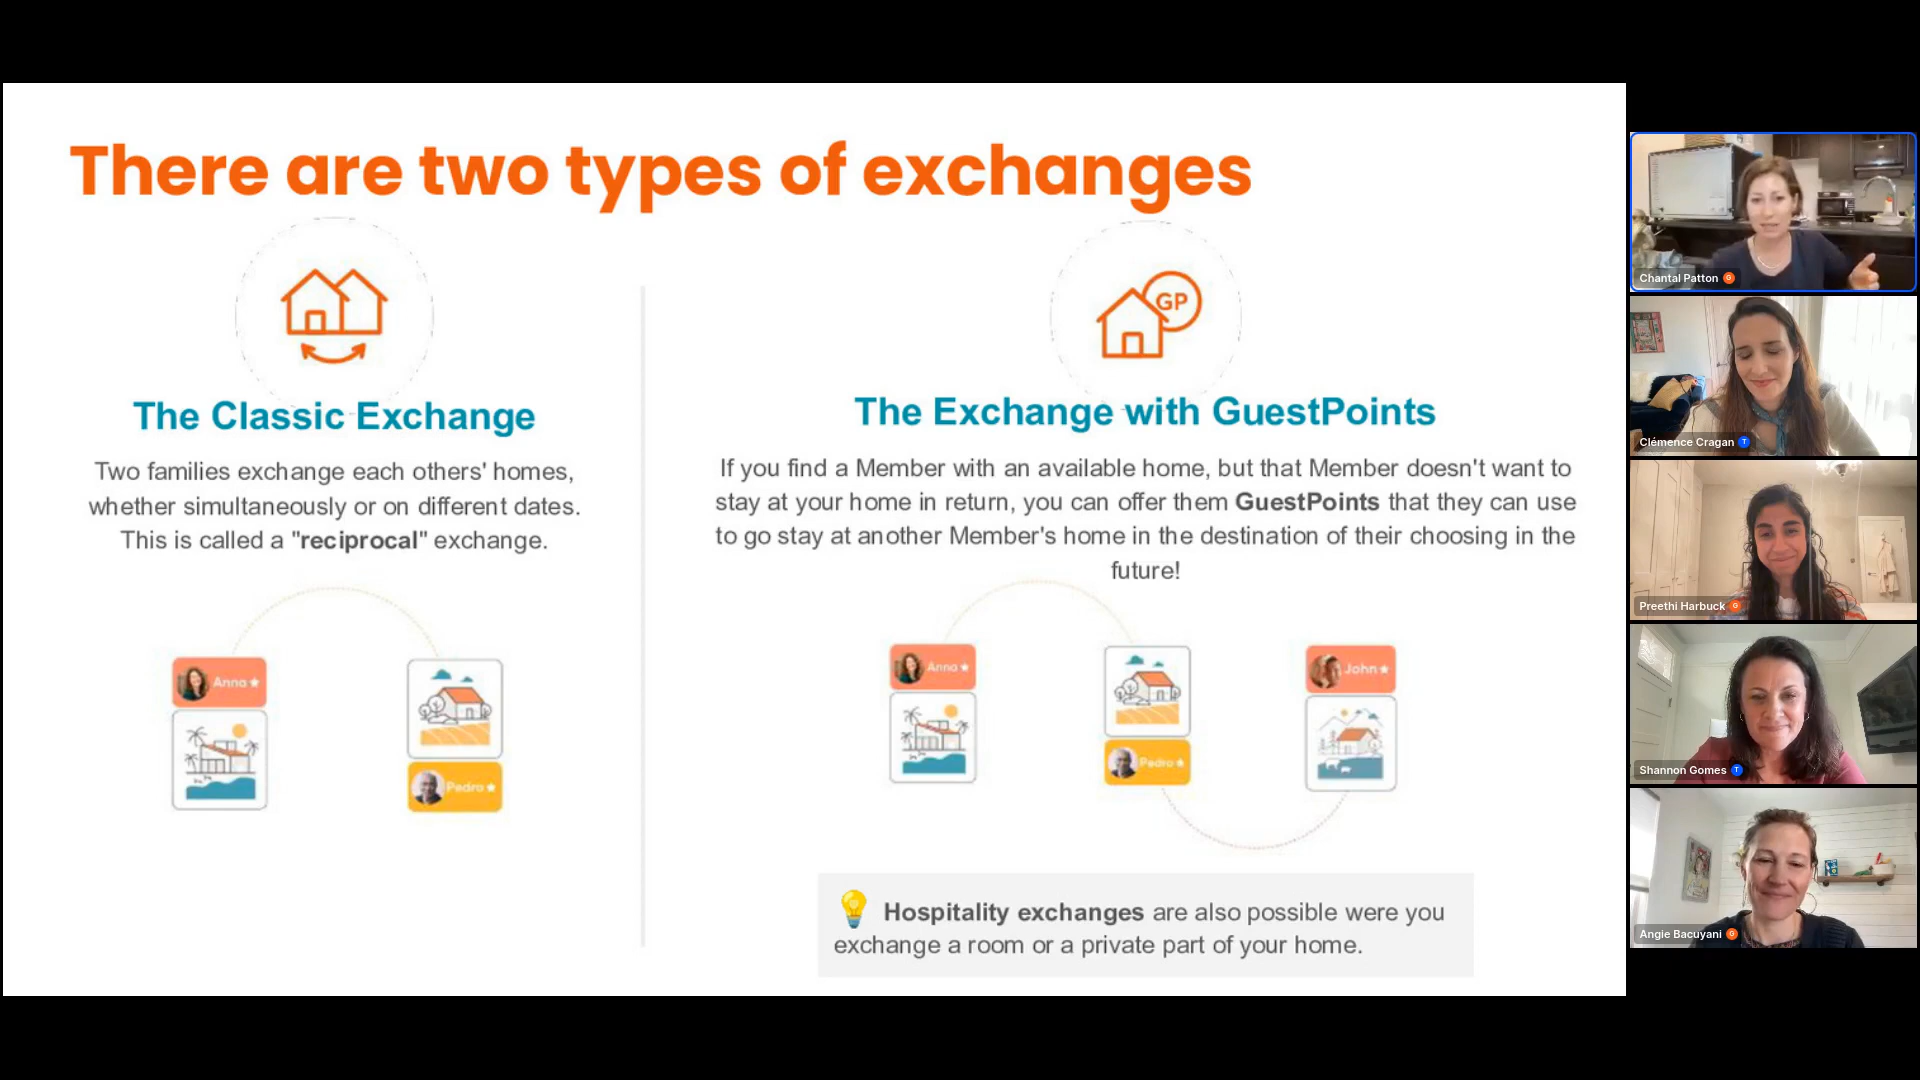 There are two types of exchanges
GP
The Classic Exchange
Two families exchange each others' homes,
whether simultaneously or on different dates.
This is called a "reciprocal" exchange.
Anna
Pedro
The Exchange with GuestPoints
If you find a Member with an available home, but that Member doesn't want to
stay at your home in return, you can offer them GuestPoints that they can use
to go stay at another Member's home in the destination of their choosing in the
future!
Anna
Pedro
John
Hospitality exchanges are also possible were you
exchange a room or a private part of your home.
Chantal Patton G
Clémence Cragan T
Preethi Harbuck G
Shannon Gomes T
Angie Bacuyani G